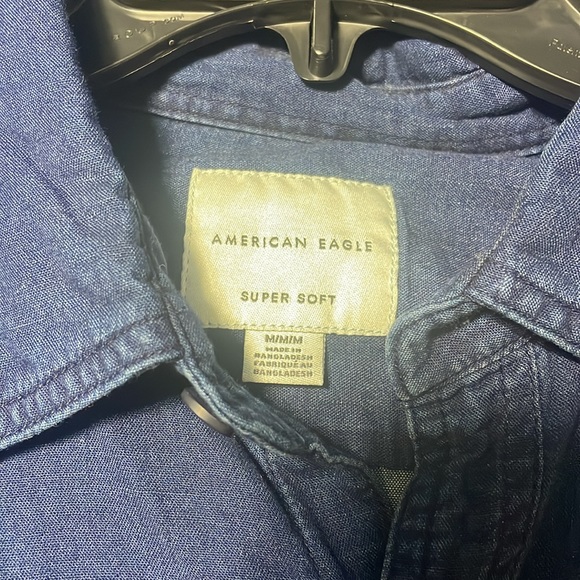 AMERICAN EAGLE
SUPER SOFT
M/M/M
MADE IN
BANGLADESH
FABRIQUÉ AU
BANGLADESH